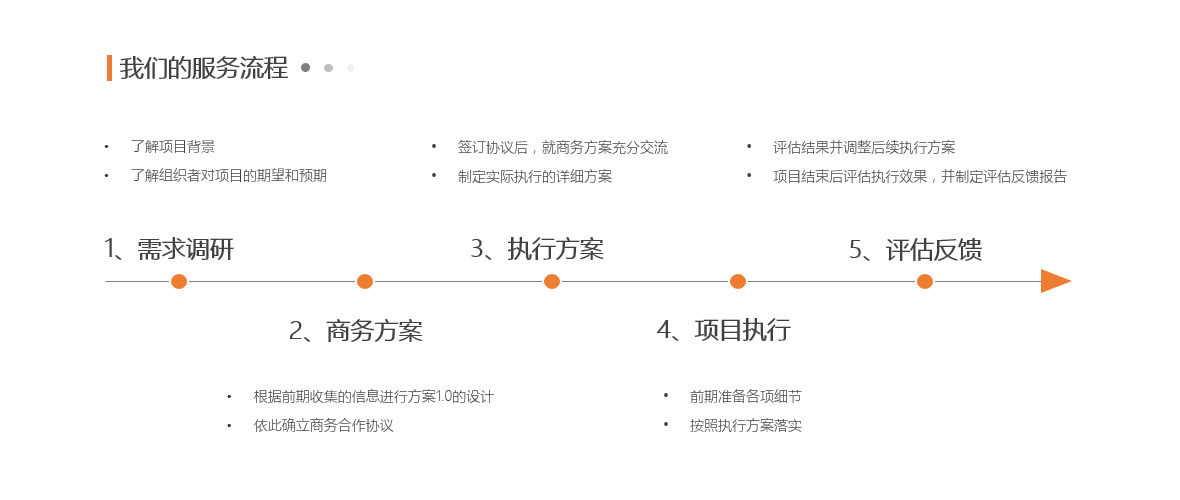 我们的服务流程
• 了解项目背景
• 了解组织者对项目的期望和预期
1、需求调研
2、商务方案
• 根据前期收集的信息进行方案1.0的设计
• 依此确立商务合作协议
• 签订协议后，就商务方案充分交流
• 制定实际执行的详细方案
3、执行方案
4、项目执行
• 前期准备各项细节
• 按照执行方案落实
• 评估结果并调整后续执行方案
• 项目结束后评估执行效果，并制定评估反馈报告
5、评估反馈